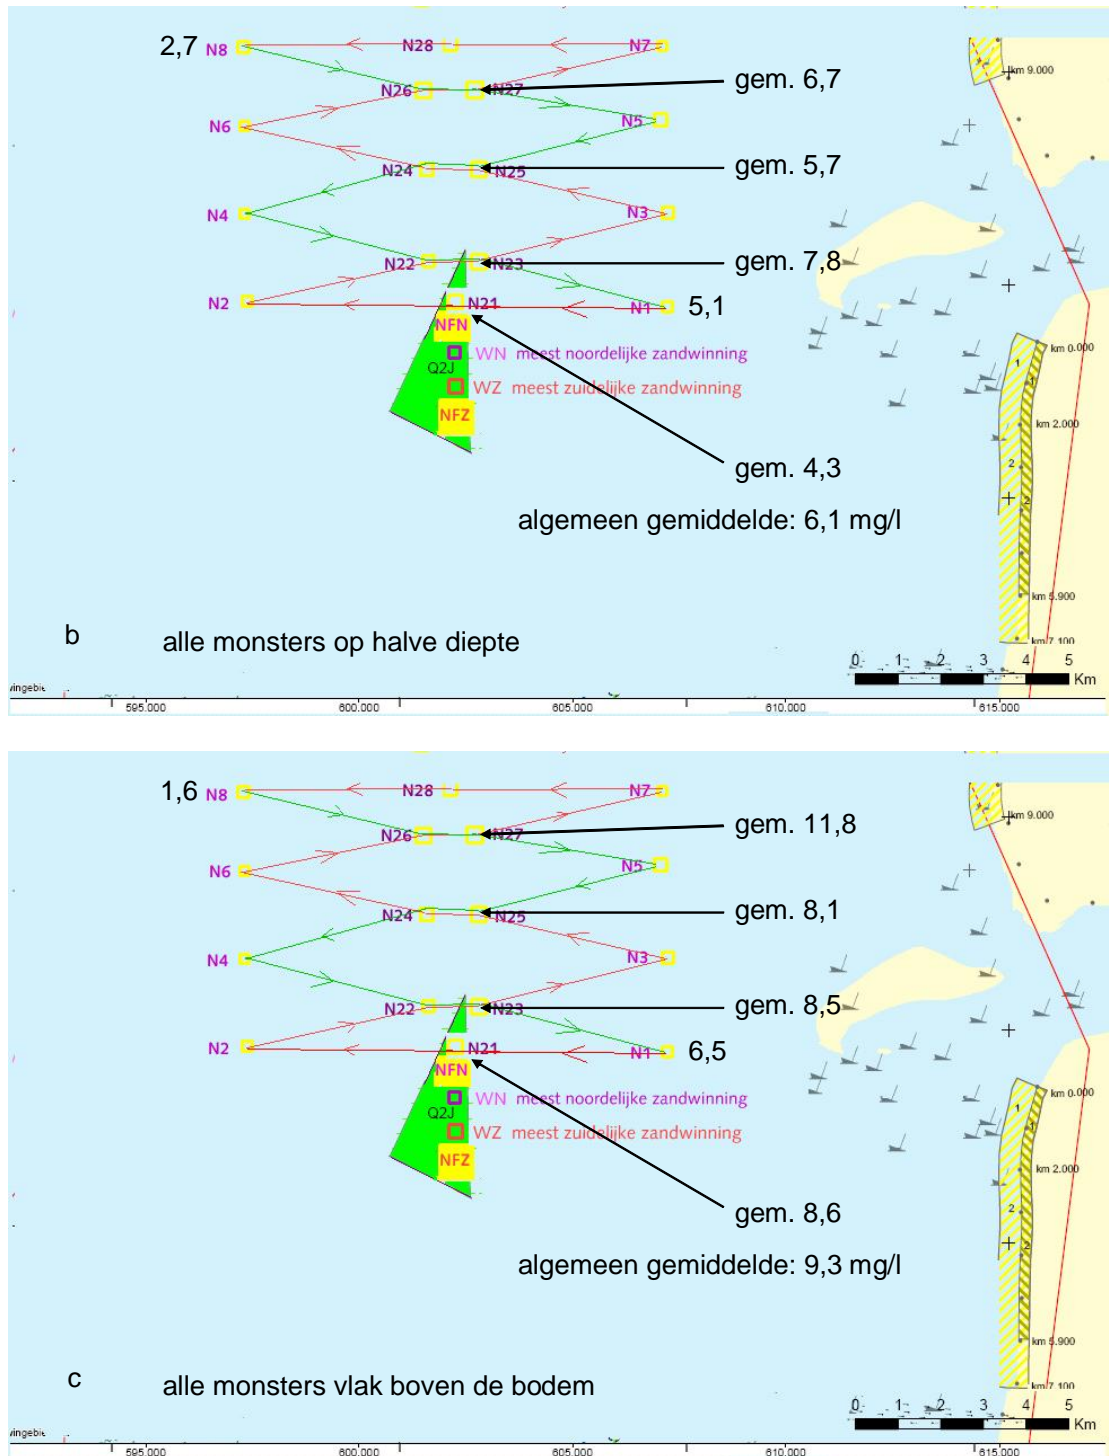 2,7 N8 N28 N7
km 9.000
N26 N27 gem. 6,7
N6 N5
N24 N25 gem. 5,7
N4 N3
N22 N23 gem. 7,8
N2 N21 N1 5,1
NFN
WN meest noordelijke zandwinning
Q2J
WZ meest zuidelijke zandwinning
NFZ
km 0.000
1
1
km 2.000
2
2
gem. 4,3
algemeen gemiddelde: 6,1 mg/l
km 5.900
b alle monsters op halve diepte
km 7.100
0 1 2 3 4 5
Km
595.000 600.000 605.000 610.000 615.000
1,6 N8 N28 N7
km 9.000
N26 N27 gem. 11,8
N6 N5
N24 N25 gem. 8,1
N4 N3
N22 N23 gem. 8,5
N2 N21 N1 6,5
NFN
WN meest noordelijke zandwinning
Q2J
WZ meest zuidelijke zandwinning
NFZ
km 0.000
1
1
km 2.000
2
2
gem. 8,6
algemeen gemiddelde: 9,3 mg/l
km 5.900
c alle monsters vlak boven de bodem
km 7.100
0 1 2 3 4 5
Km
595.000 600.000 605.000 610.000 615.000